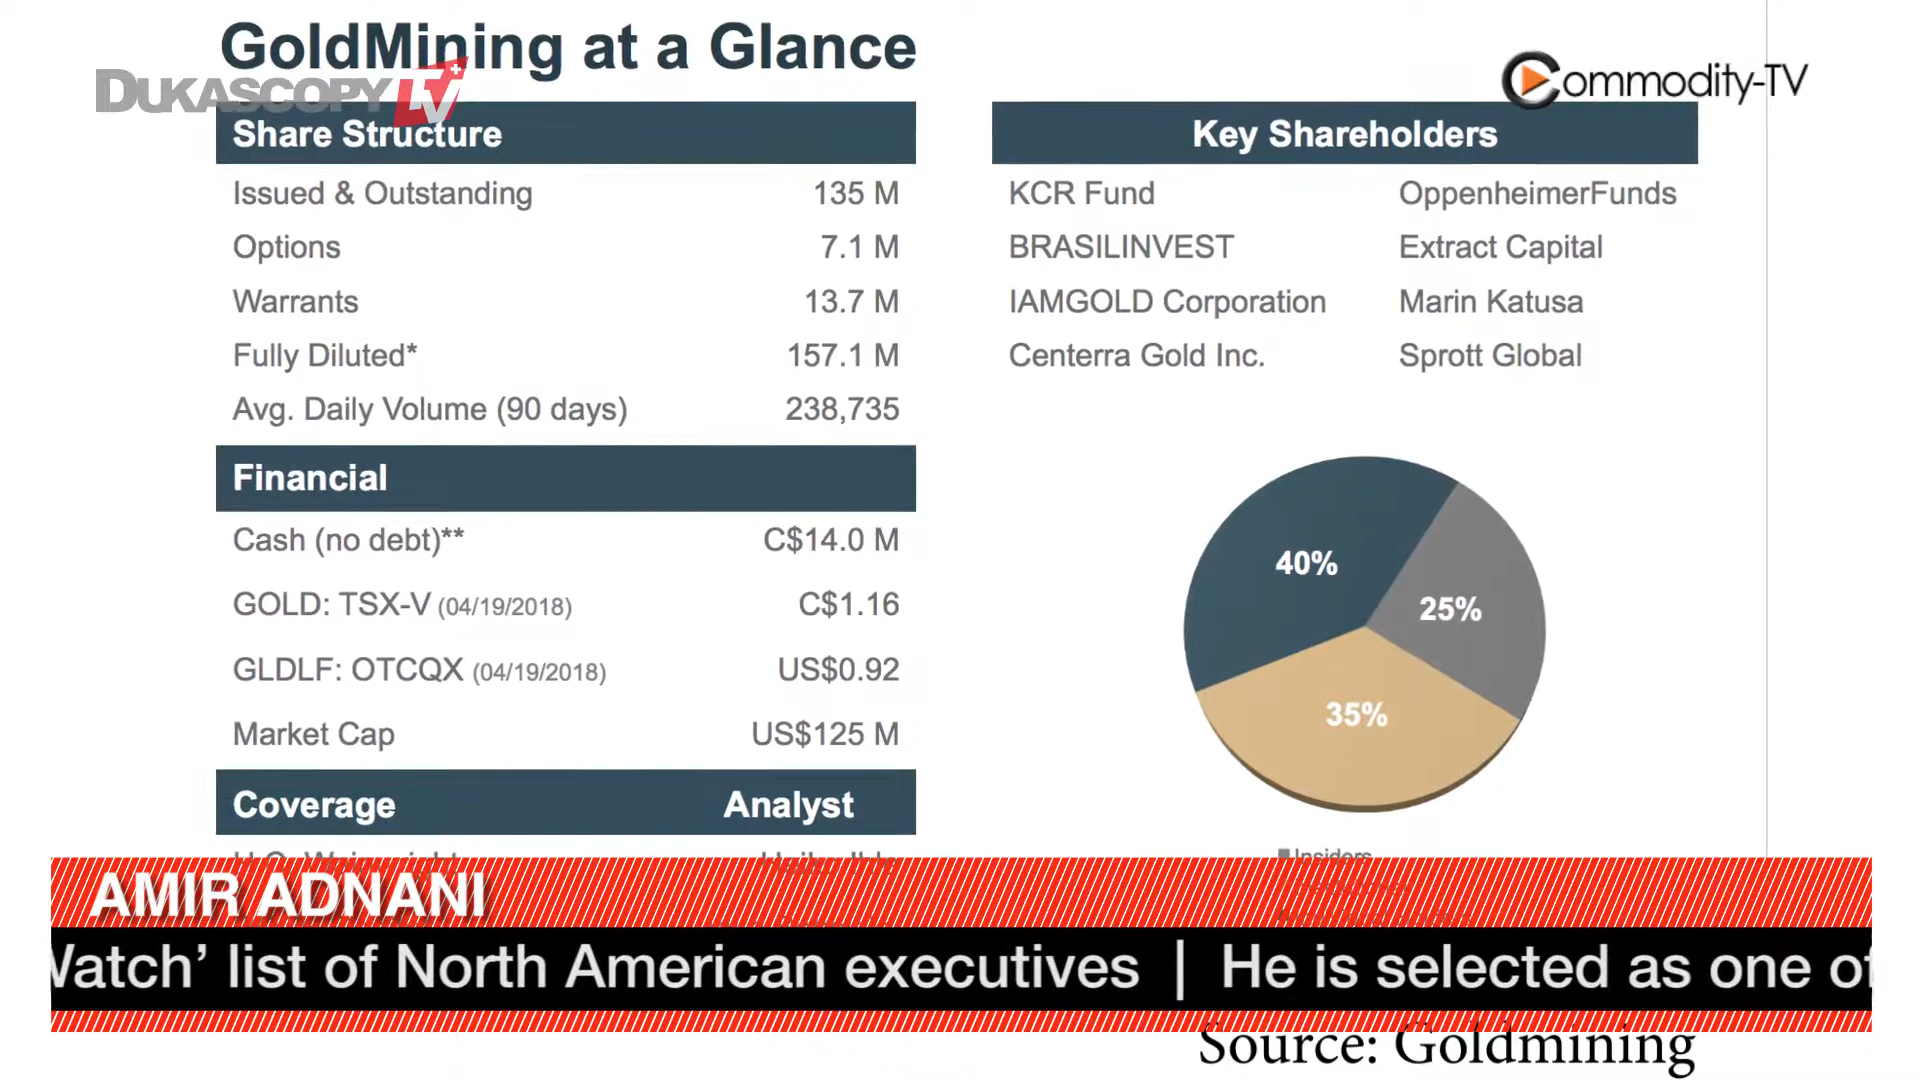 GoldMining at a Glance
DUKASCOPY TV
Commodity-TV
Share Structure
Issued & Outstanding 135 M
Options 7.1 M
Warrants 13.7 M
Fully Diluted* 157.1 M
Avg. Daily Volume (90 days) 238,735
Financial
Cash (no debt)** C$14.0 M
GOLD: TSX-V (04/19/2018) C$1.16
GLDLF: OTCQX (04/19/2018) US$0.92
Market Cap US$125 M
Coverage Analyst
Key Shareholders
KCR Fund OppenheimerFunds
BRASILINVEST Extract Capital
IAMGOLD Corporation Marin Katusa
Centerra Gold Inc. Sprott Global
40%
25%
35%
Insiders
AMIR ADNANI
Watch’ list of North American executives | He is selected as one of
Source: Goldmining